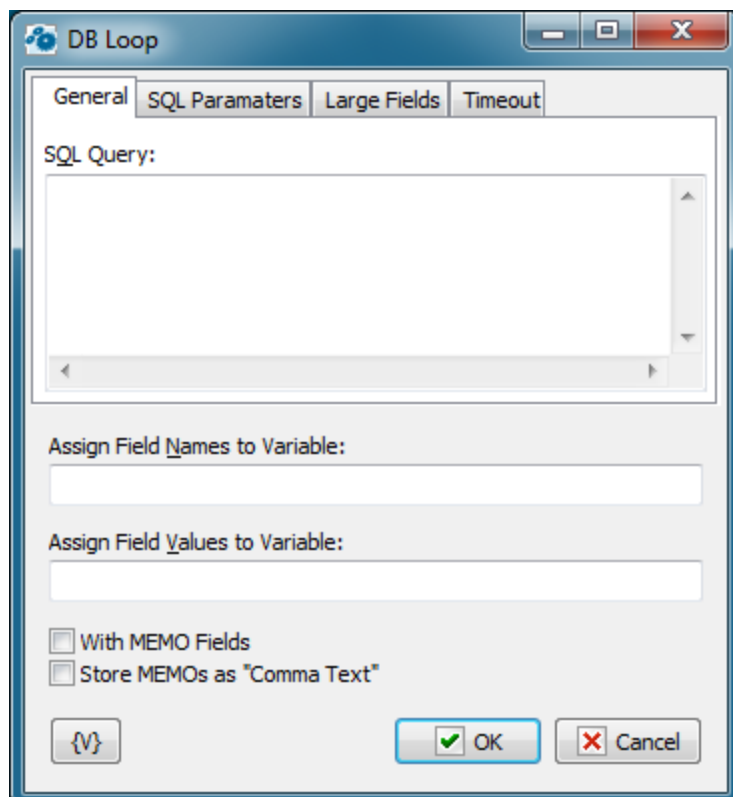 DB Loop
General SQL Paramaters Large Fields Timeout
SQL Query:
Assign Field Names to Variable:
Assign Field Values to Variable:
With MEMO Fields
Store MEMOs as "Comma Text"
{V} OK Cancel